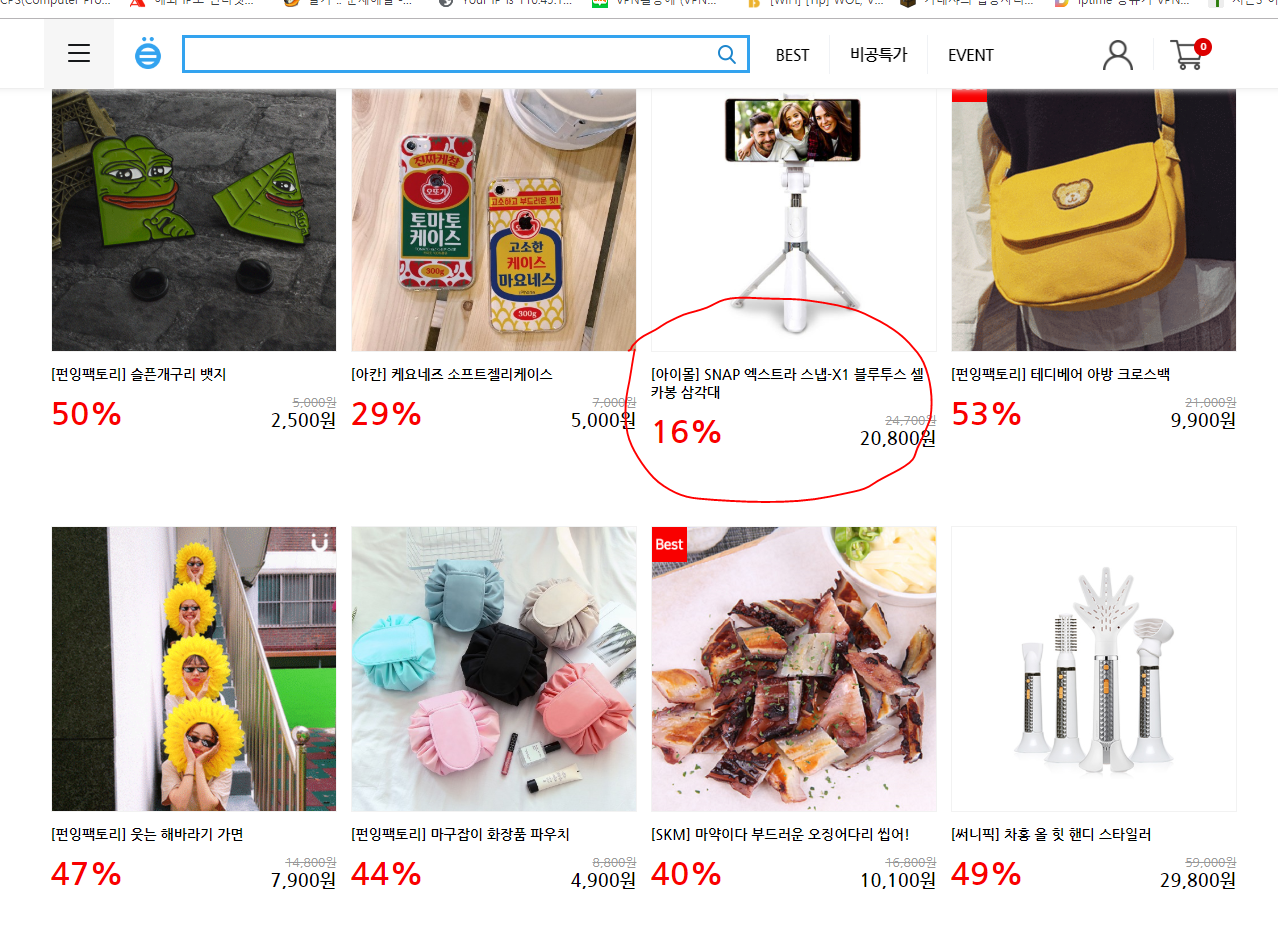 BEST
비공특가
EVENT
0
진짜케찹
오또기
토마토
케이스
300g
고소하고 부드러운 맛!
고소한
케이스
마요네스
300g
[펀잉팩토리] 슬픈개구리 뱃지
50%
5,000원
2,500원
[아칸] 케요네즈 소프트젤리케이스
29%
7,000원
5,000원
[아이몰] SNAP 엑스트라 스냅-X1 블루투스 셀
카봉 삼각대
16%
24,700원
20,800원
[펀잉팩토리] 테디베어 아방 크로스백
53%
21,000원
9,900원
Best
[펀잉팩토리] 웃는 해바라기 가면
47%
14,800원
7,900원
[펀잉팩토리] 마구잡이 화장품 파우치
44%
8,800원
4,900원
[SKM] 마약이다 부드러운 오징어다리 씹어!
40%
16,800원
10,100원
[써니픽] 차홍 올 힛 핸디 스타일러
49%
59,000원
29,800원